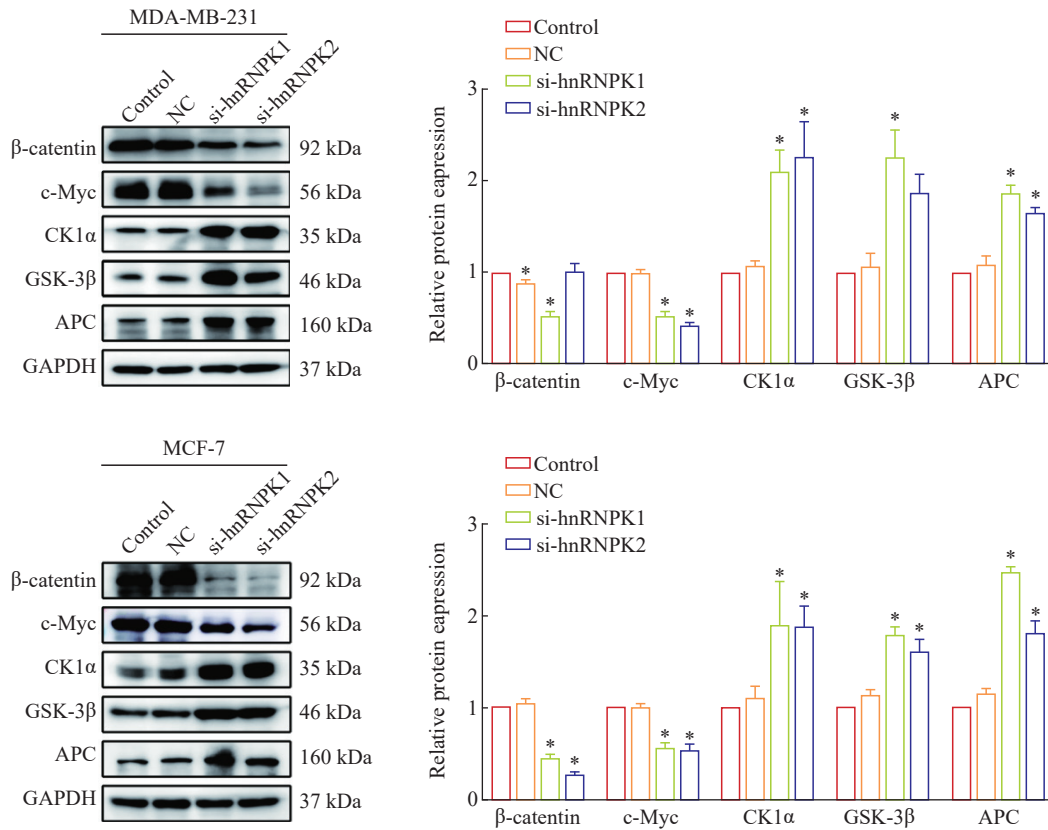 MDA-MB-231
Control
NC
si-hnRNPK1
si-hnRNPK2
β-catentin
92 kDa
c-Myc
56 kDa
CK1α
35 kDa
GSK-3β
46 kDa
APC
160 kDa
GAPDH
37 kDa
Control
NC
si-hnRNPK1
si-hnRNPK2
Relative protein eapression
3
2
1
0
* * * * * * * * *
β-catentin c-Myc CK1α GSK-3β APC
MCF-7
Control
NC
si-hnRNPK1
si-hnRNPK2
β-catentin
92 kDa
c-Myc
56 kDa
CK1α
35 kDa
GSK-3β
46 kDa
APC
160 kDa
GAPDH
37 kDa
Control
NC
si-hnRNPK1
si-hnRNPK2
Relative protein eapression
3
2
1
0
* * * * * * * * * *
β-catentin c-Myc CK1α GSK-3β APC